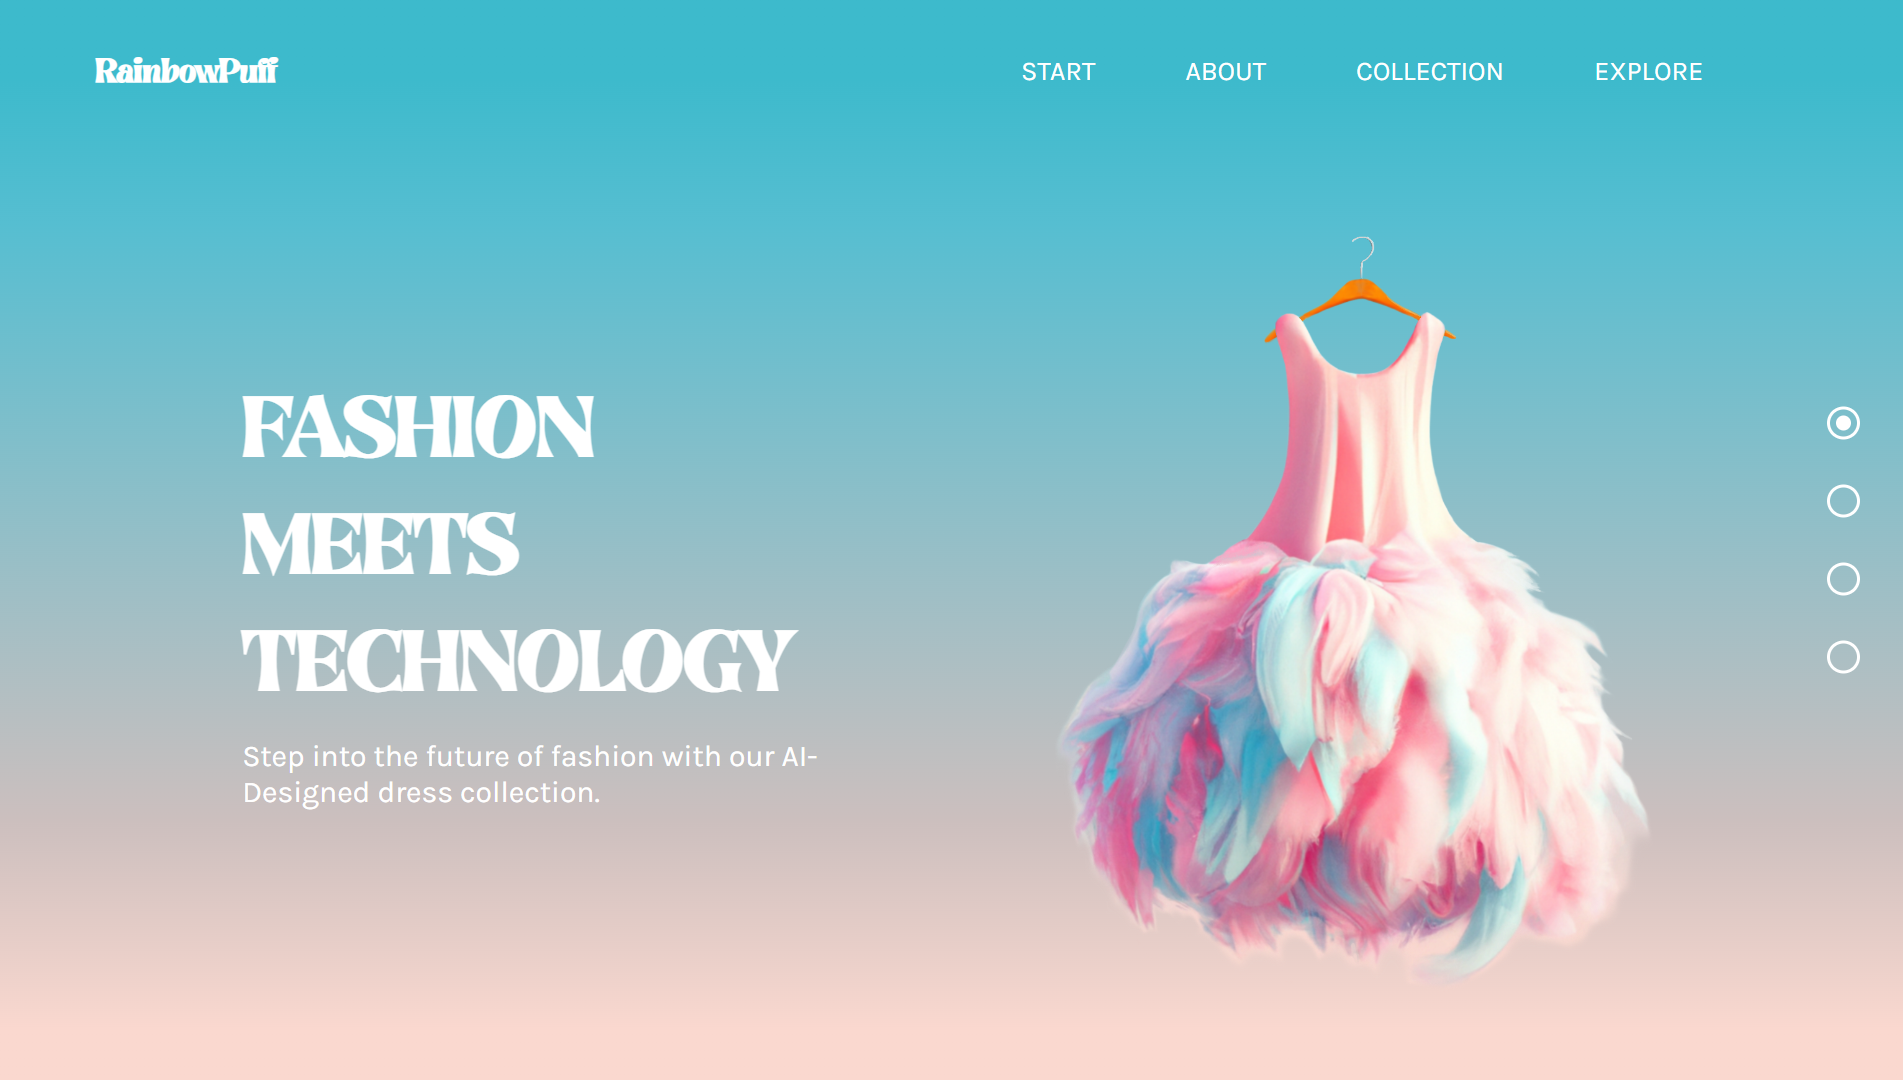 RainbowPuff
START
ABOUT
COLLECTION
EXPLORE
FASHION
MEETS
TECHNOLOGY
Step into the future of fashion with our AI-
Designed dress collection.